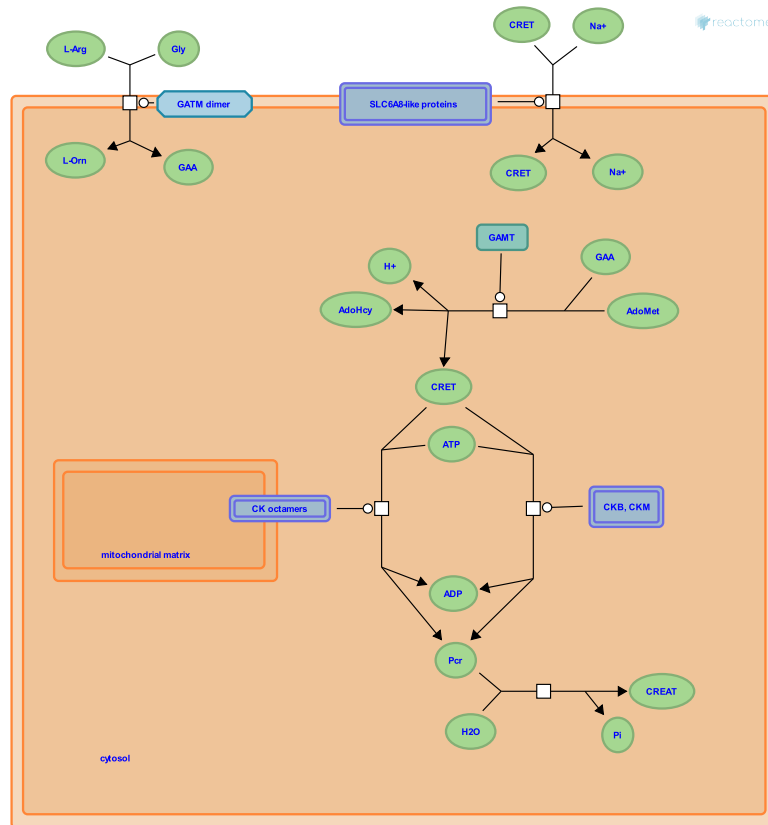 CRET
Na+
reactome
L-Arg
Gly
GATM dimer
SLC6A8-like proteins
L-Orn
GAA
CRET
Na+
GAMT
H+
GAA
AdoHcy
AdoMet
CRET
ATP
CK octamers
CKB, CKM
mitochondrial matrix
ADP
Pcr
CREAT
H2O
Pi
cytosol